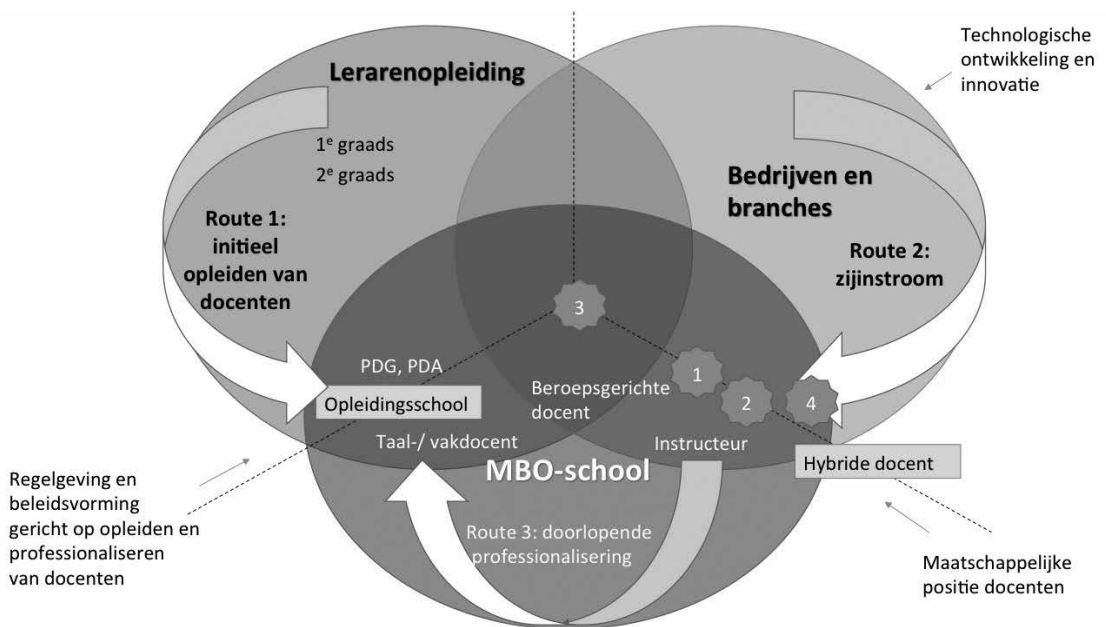 Lerarenopleiding
1e graads
2e graads
Route 1:
initieel
opleiden van
docenten
Technologische
ontwikkeling en
innovatie
Bedrijven en
branches
Route 2:
zijinstroom
3
PDG, PDA
Opleidingsschool
Taal-/ vakdocent
Beroepsgerichte
docent
1
2
4
Instructeur
Hybride docent
MBO-school
Route 3: doorlopende
professionalisering
Regelgeving en
beleidsvorming
gericht op opleiden en
professionaliseren
van docenten
Maatschappelijke
positie docenten